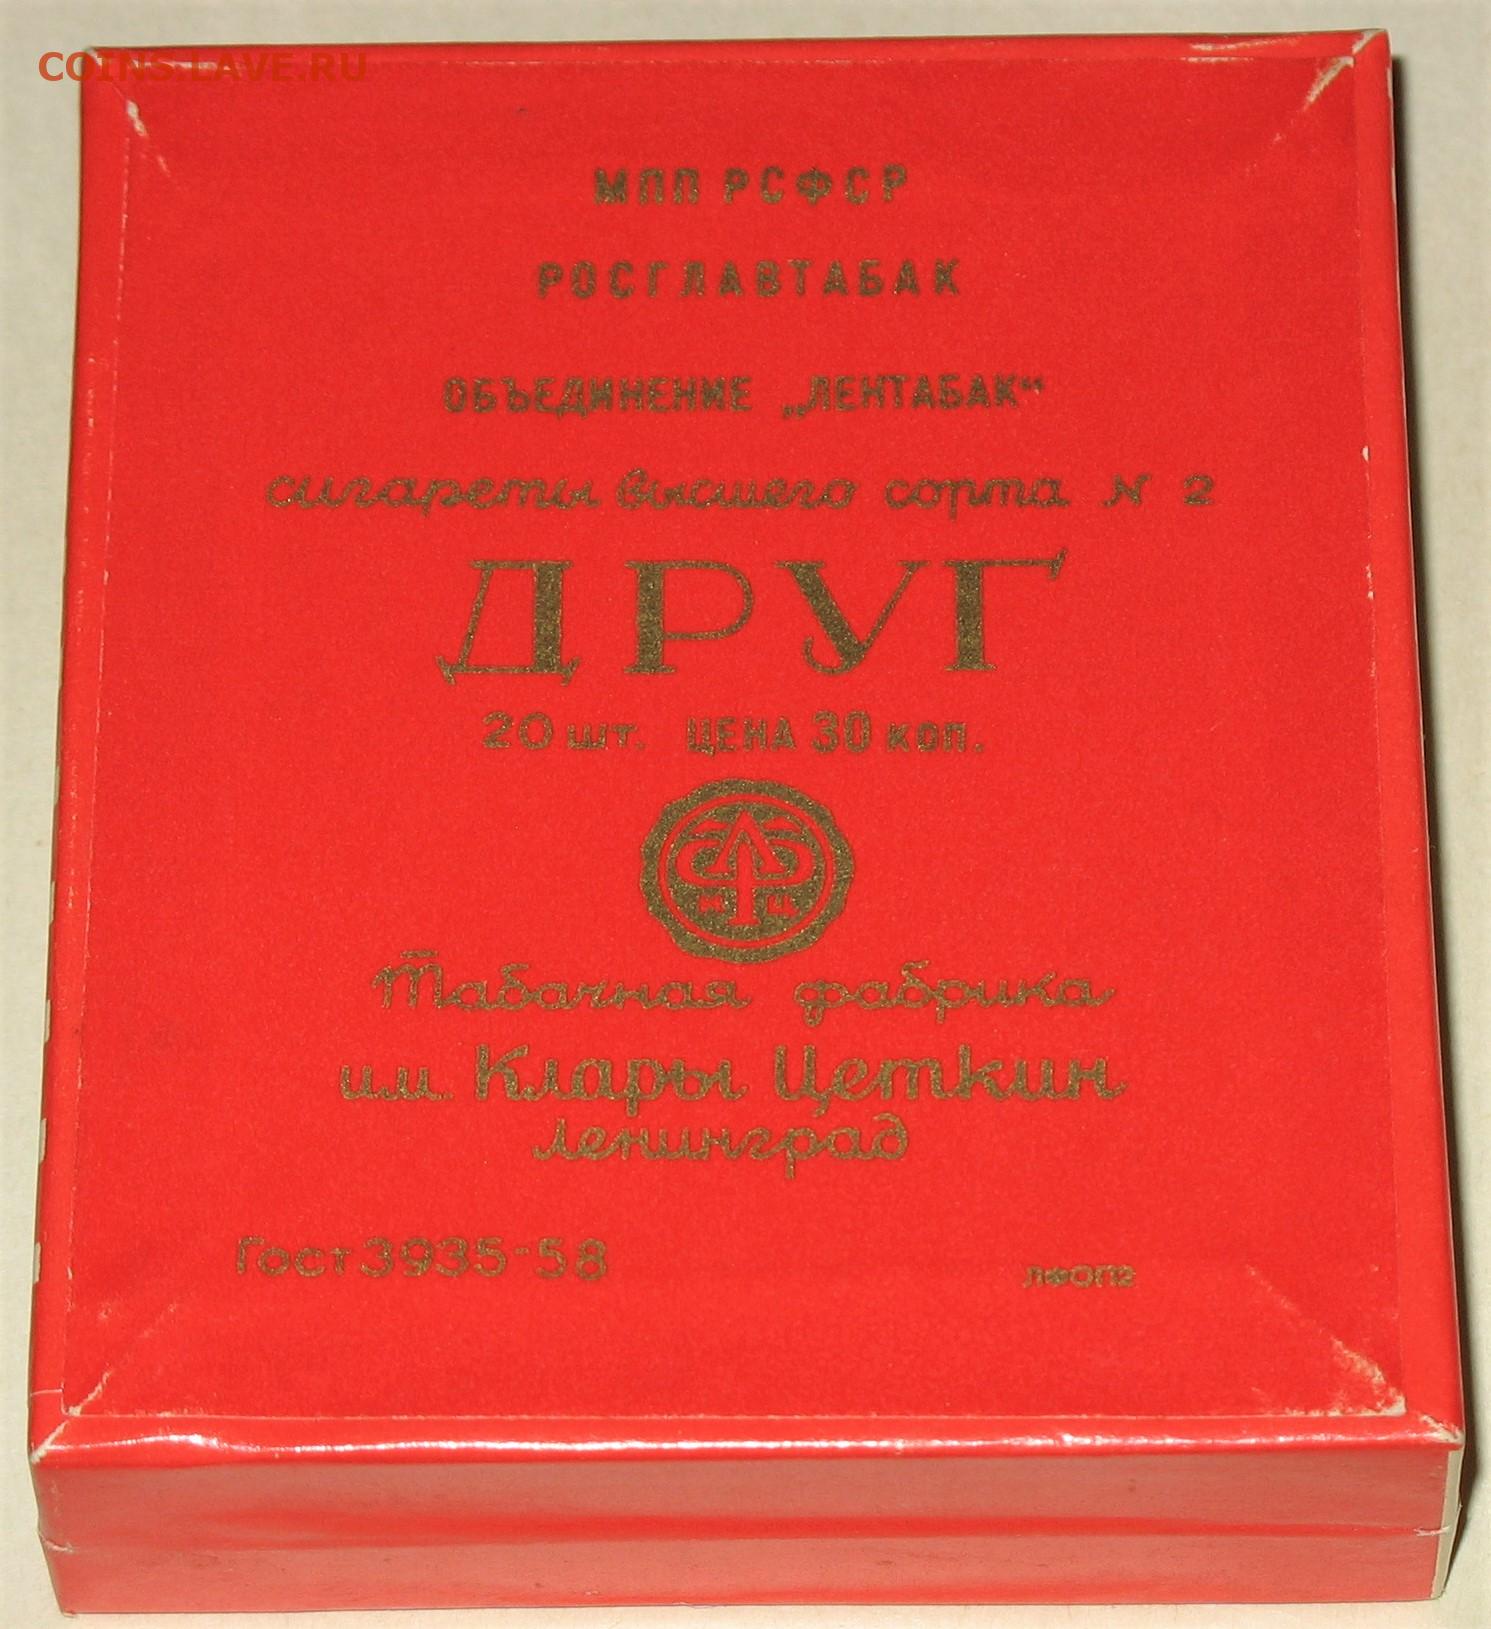 COINS.LAVE.RU
МПП РСФСР
РОСГЛАВТАБАК
ОБЪЕДИНЕНИЕ „ЛЕНТАБАК“
сигареты высшего сорта N 2
ДРУГ
20 шт. ЦЕНА 30 коп.
К Ц
Табачная фабрика
им. Клары Цеткин
Ленинград
Гост 3935-58
ЛФОП2